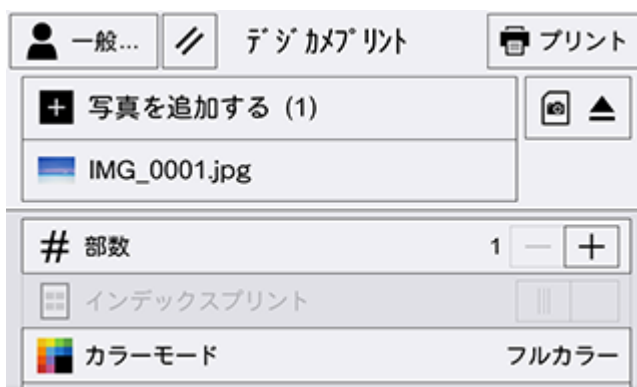 一般... デジカメプリント プリント
写真を追加する (1)
IMG_0001.jpg
# 部数 1
インデックスプリント
カラーモード フルカラー